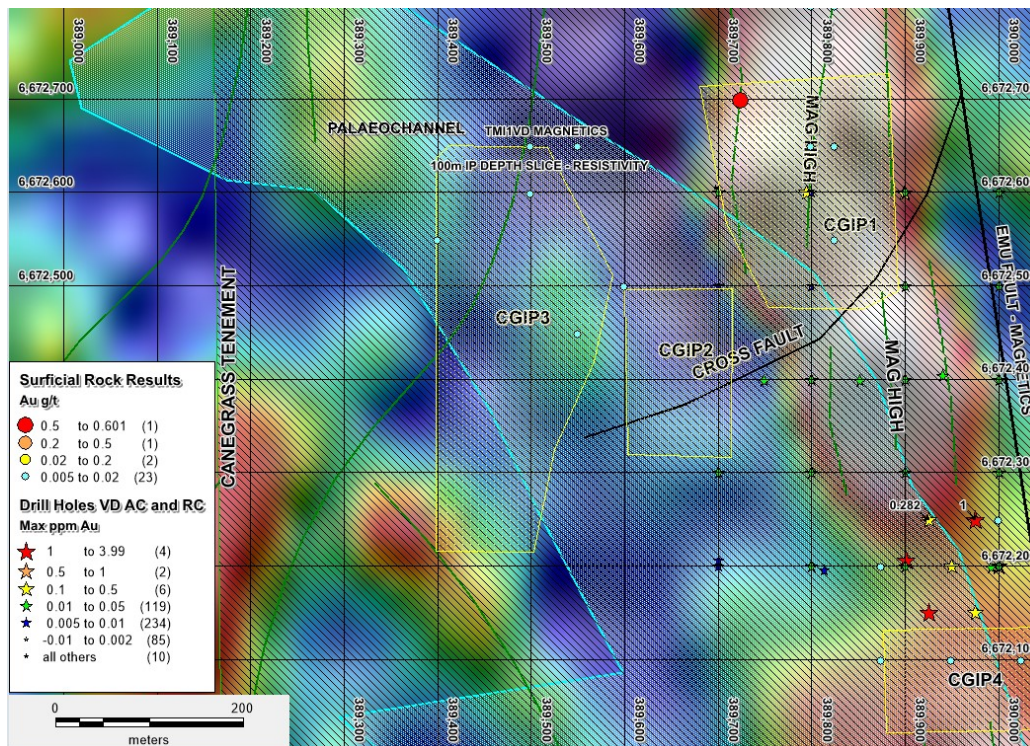 389,000
389,100
389,200
389,300
389,400
389,500
389,600
389,700
389,800
389,900
390,000
6,672,700
6,672,70
PALAEOCHANNEL
TMI1VD MAGNETICS
100m IP DEPTH SLICE - RESISTIVITY
MAG HIGH
6,672,600
6,672,60
CGIP1
EMU FAULT - MAGNETICS
6,672,500
6,672,50
CANEGRASS TENEMENT
CGIP3
CGIP2
CROSS FAULT
MAG HIGH
6,672,40
6,672,30
0.282
1
6,672,20
6,672,10
CGIP4
Surficial Rock Results
Au g/t
0.5 to 0.601 (1)
0.2 to 0.5 (1)
0.02 to 0.2 (2)
0.005 to 0.02 (23)
Drill Holes VD AC and RC
Max ppm Au
1 to 3.99 (4)
0.5 to 1 (2)
0.1 to 0.5 (6)
0.01 to 0.05 (119)
0.005 to 0.01 (234)
-0.01 to 0.002 (85)
all others (10)
0 200
meters
389,300
389,400
389,500
389,600
389,700
389,800
389,900
390,000